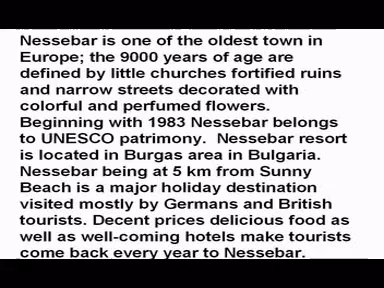 Nessebar is one of the oldest town in
Europe; the 9000 years of age are
defined by little churches fortified ruins
and narrow streets decorated with
colorful and perfumed flowers.
Beginning with 1983 Nessebar belongs
to UNESCO patrimony.  Nessebar resort
is located in Burgas area in Bulgaria.
Nessebar being at 5 km from Sunny
Beach is a major holiday destination
visited mostly by Germans and British
tourists. Decent prices delicious food as
well as well-coming hotels make tourists
come back every year to Nessebar.